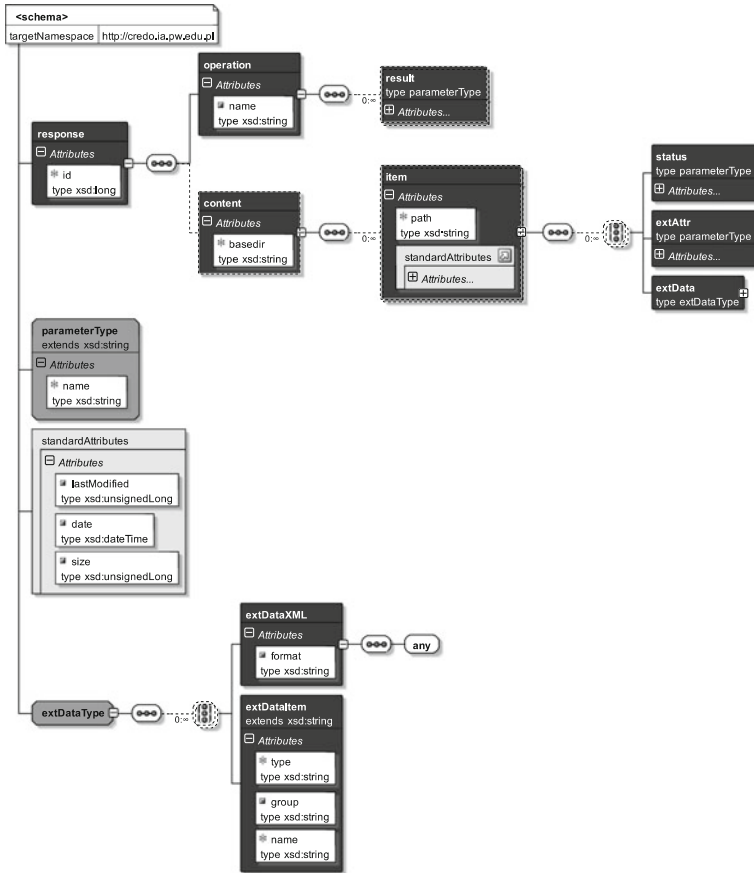 <schema>
targetNamespace http://credo.ia.pw.edu.pl
operation
Attributes
name
type xsd:string
0:∞
result
type parameterType
Attributes...
response
Attributes
id
type xsd:long
content
Attributes
basedir
type xsd:string
0:∞
item
Attributes
path
type xsd:string
standardAttributes
Attributes...
0:∞
status
type parameterType
Attributes...
extAttr
type parameterType
Attributes...
extData
type extDataType
parameterType
extends xsd:string
Attributes
name
type xsd:string
standardAttributes
Attributes
lastModified
type xsd:unsignedLong
date
type xsd:dateTime
size
type xsd:unsignedLong
extDataType
0:∞
extDataXML
Attributes
format
type xsd:string
any
extDataItem
extends xsd:string
Attributes
type
type xsd:string
group
type xsd:string
name
type xsd:string